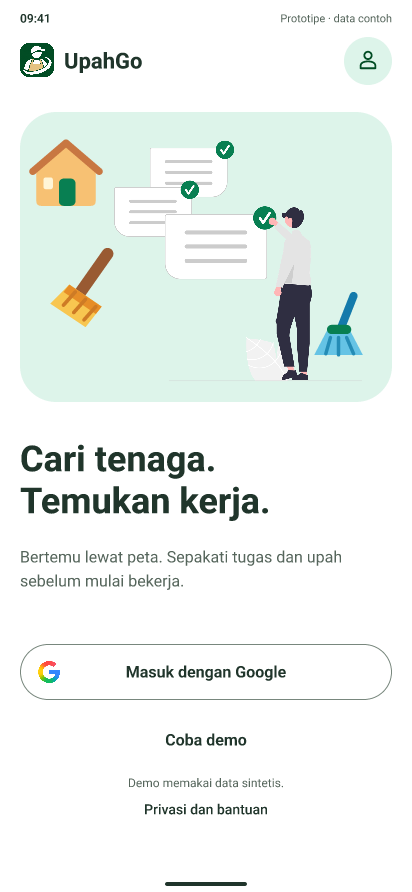 09:41
Prototipe · data contoh
UpahGo
Cari tenaga.
Temukan kerja.
Bertemu lewat peta. Sepakati tugas dan upah
sebelum mulai bekerja.
Masuk dengan Google
Coba demo
Demo memakai data sintetis.
Privasi dan bantuan